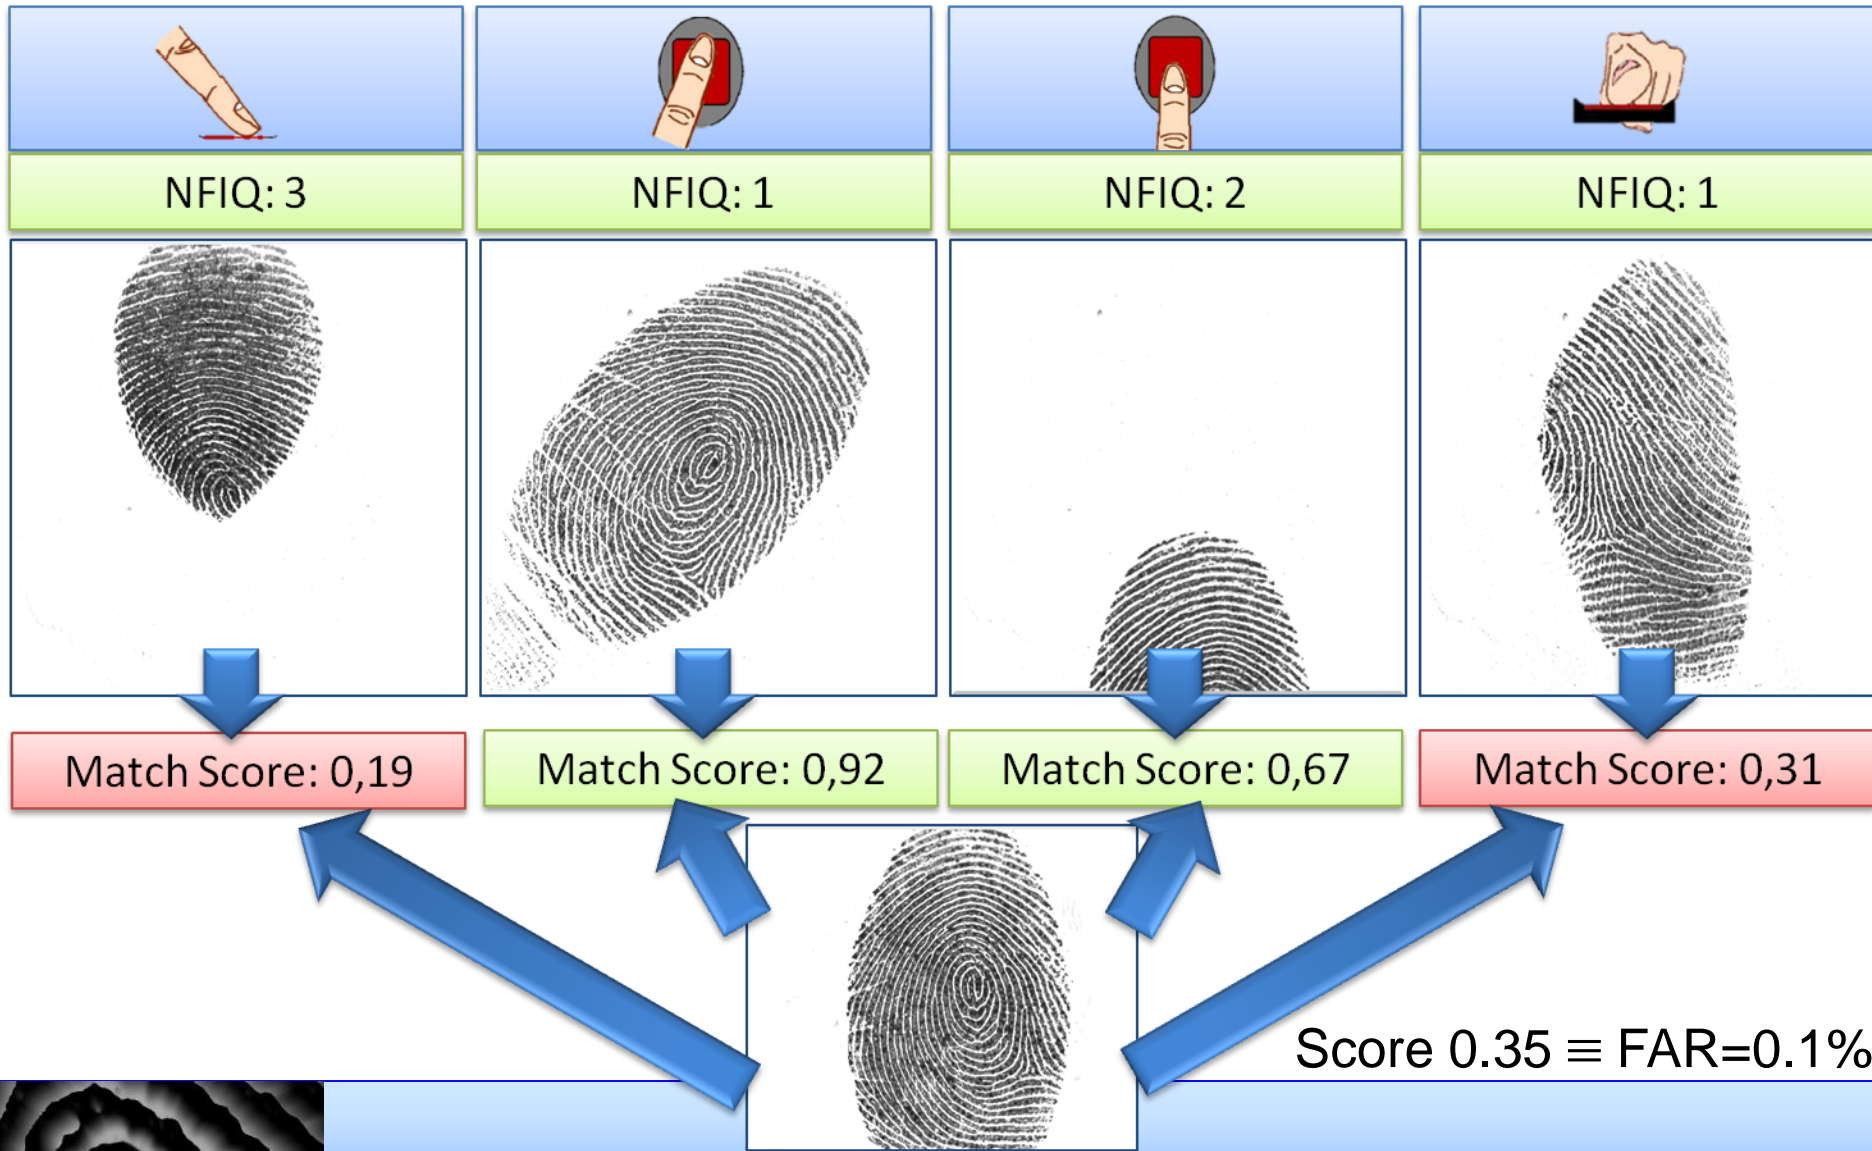 NFIQ: 3
NFIQ: 1
NFIQ: 2
NFIQ: 1
Match Score: 0,19
Match Score: 0,92
Match Score: 0,67
Match Score: 0,31
Score 0.35 ≡ FAR=0.1%